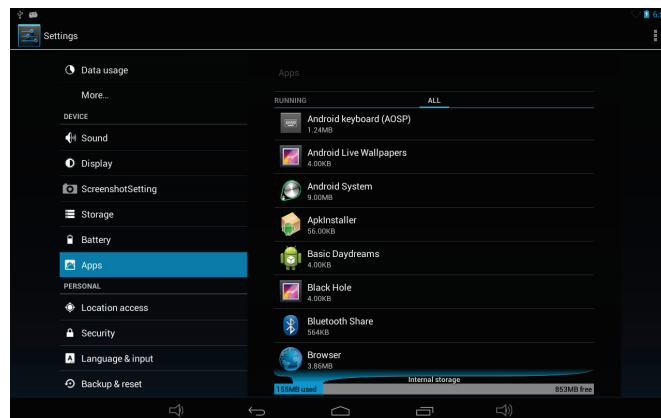 6:
Settings
Data usage
More...
DEVICE
Sound
Display
ScreenshotSetting
Storage
Battery
Apps
PERSONAL
Location access
Security
A Language & input
Backup & reset
Apps
RUNNING ALL
Android keyboard (AOSP)
1.24MB
Android Live Wallpapers
4.00KB
Android System
9.00MB
ApkInstaller
56.00KB
Basic Daydreams
4.00KB
Black Hole
4.00KB
Bluetooth Share
564KB
Browser
3.86MB
Internal storage
155MB used 853MB free